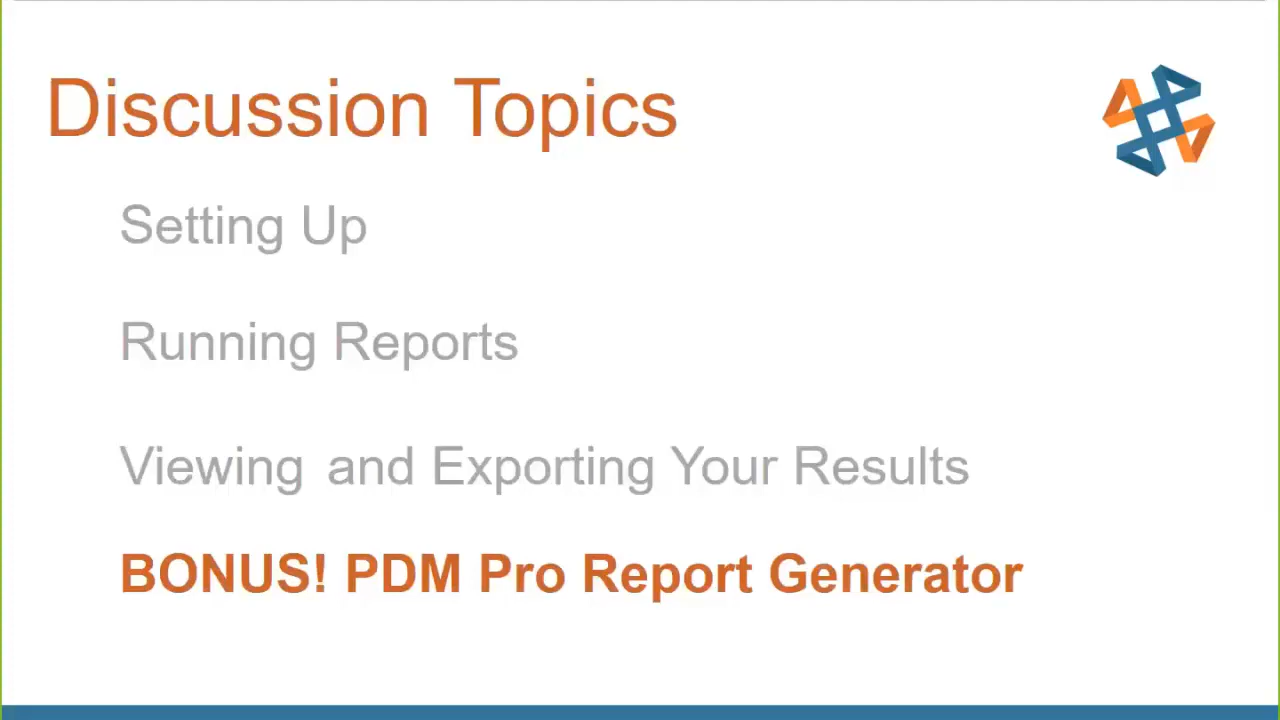 Discussion Topics
Setting Up
Running Reports
Viewing and Exporting Your Results
BONUS! PDM Pro Report Generator